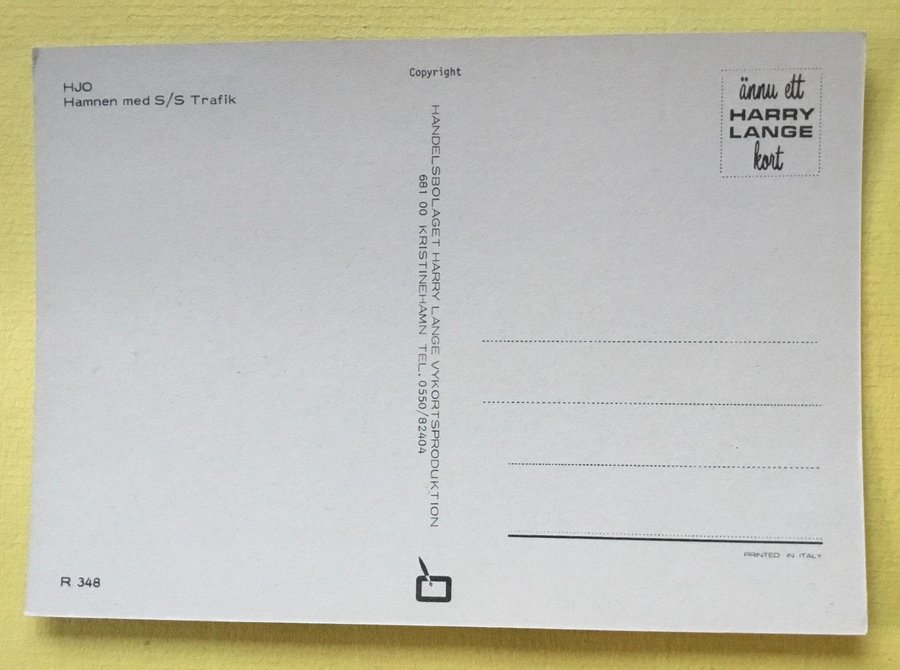 HJO
Hamnen med S/S Trafik
Copyright
HANDELSBOLAGET HARRY LANGE VYKORTSPRODUKTION
681 00 KRISTINEHAMN TEL. 0550/82404
ännu ett
HARRY
LANGE
kort
PRINTED IN ITALY
R 348